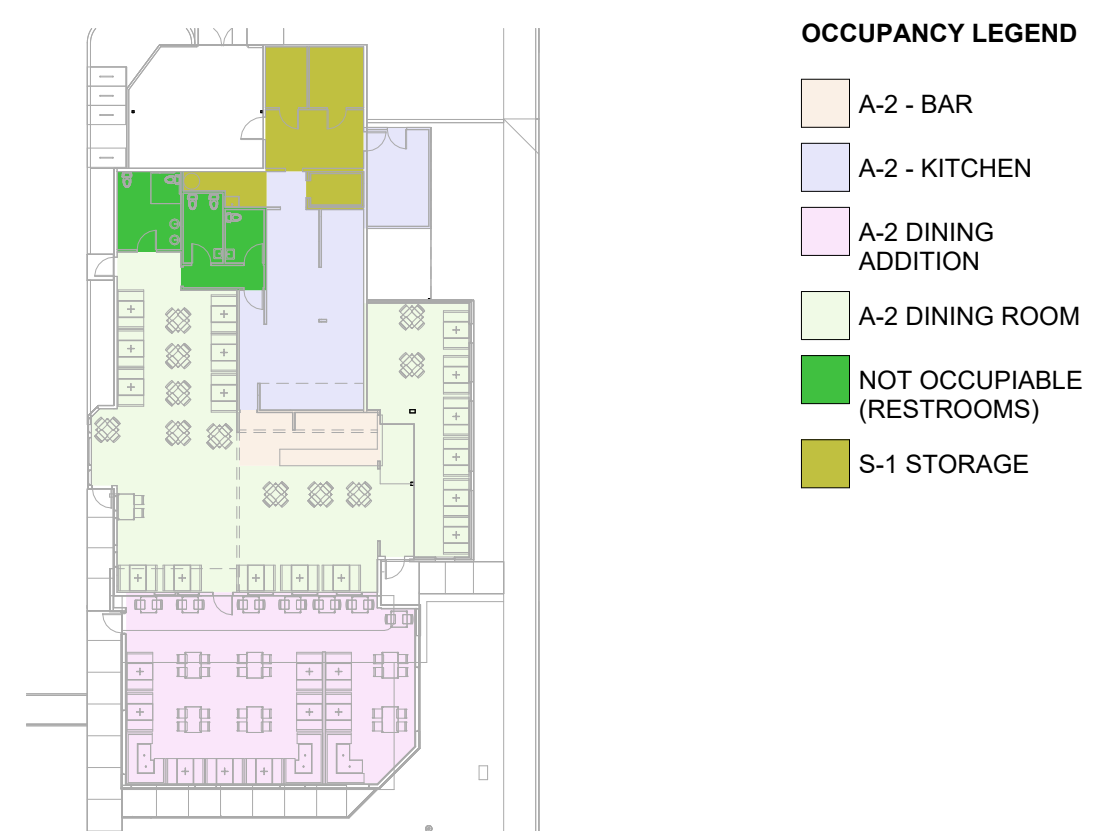 OCCUPANCY LEGEND
A-2 - BAR
A-2 - KITCHEN
A-2 DINING
ADDITION
A-2 DINING ROOM
NOT OCCUPIABLE
(RESTROOMS)
S-1 STORAGE